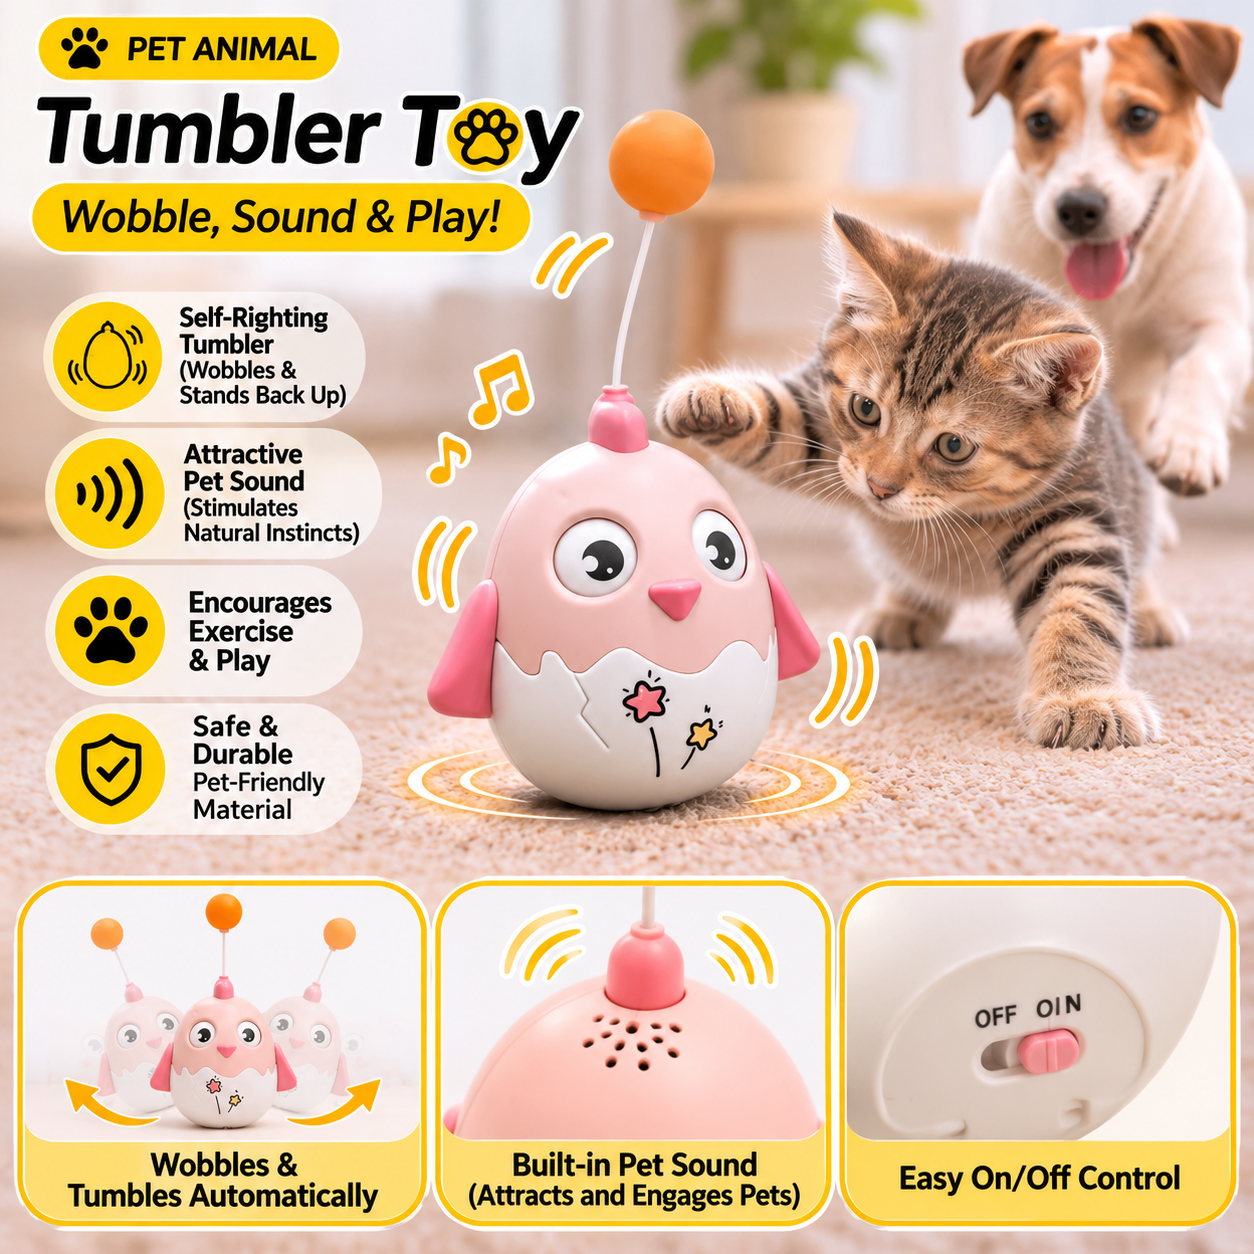 PET ANIMAL
Tumbler Toy
Wobble, Sound & Play!
Self-Righting
Tumbler
(Wobbles &
Stands Back Up)
Attractive
Pet Sound
(Stimulates
Natural Instincts)
Encourages
Exercise
& Play
Safe &
Durable
Pet-Friendly
Material
Wobbles &
Tumbles Automatically
Built-in Pet Sound
(Attracts and Engages Pets)
OFF OIN
Easy On/Off Control